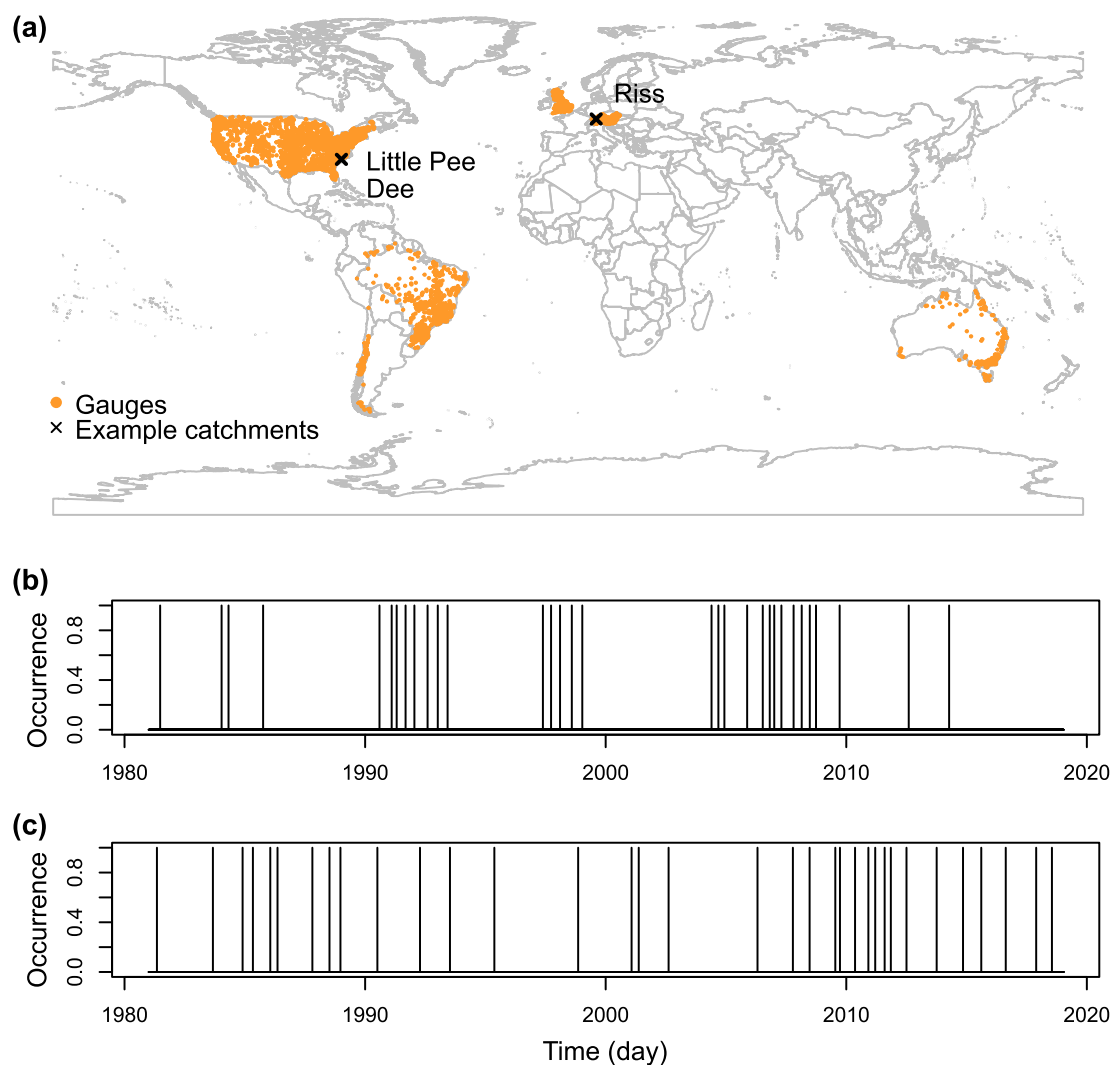 (a)
Riss
Little Pee
Dee
Gauges
× Example catchments
(b)
Occurrence
0.8
0.4
0.0
1980 1990 2000 2010 2020
(c)
Occurrence
0.8
0.4
0.0
1980 1990 2000 2010 2020
Time (day)